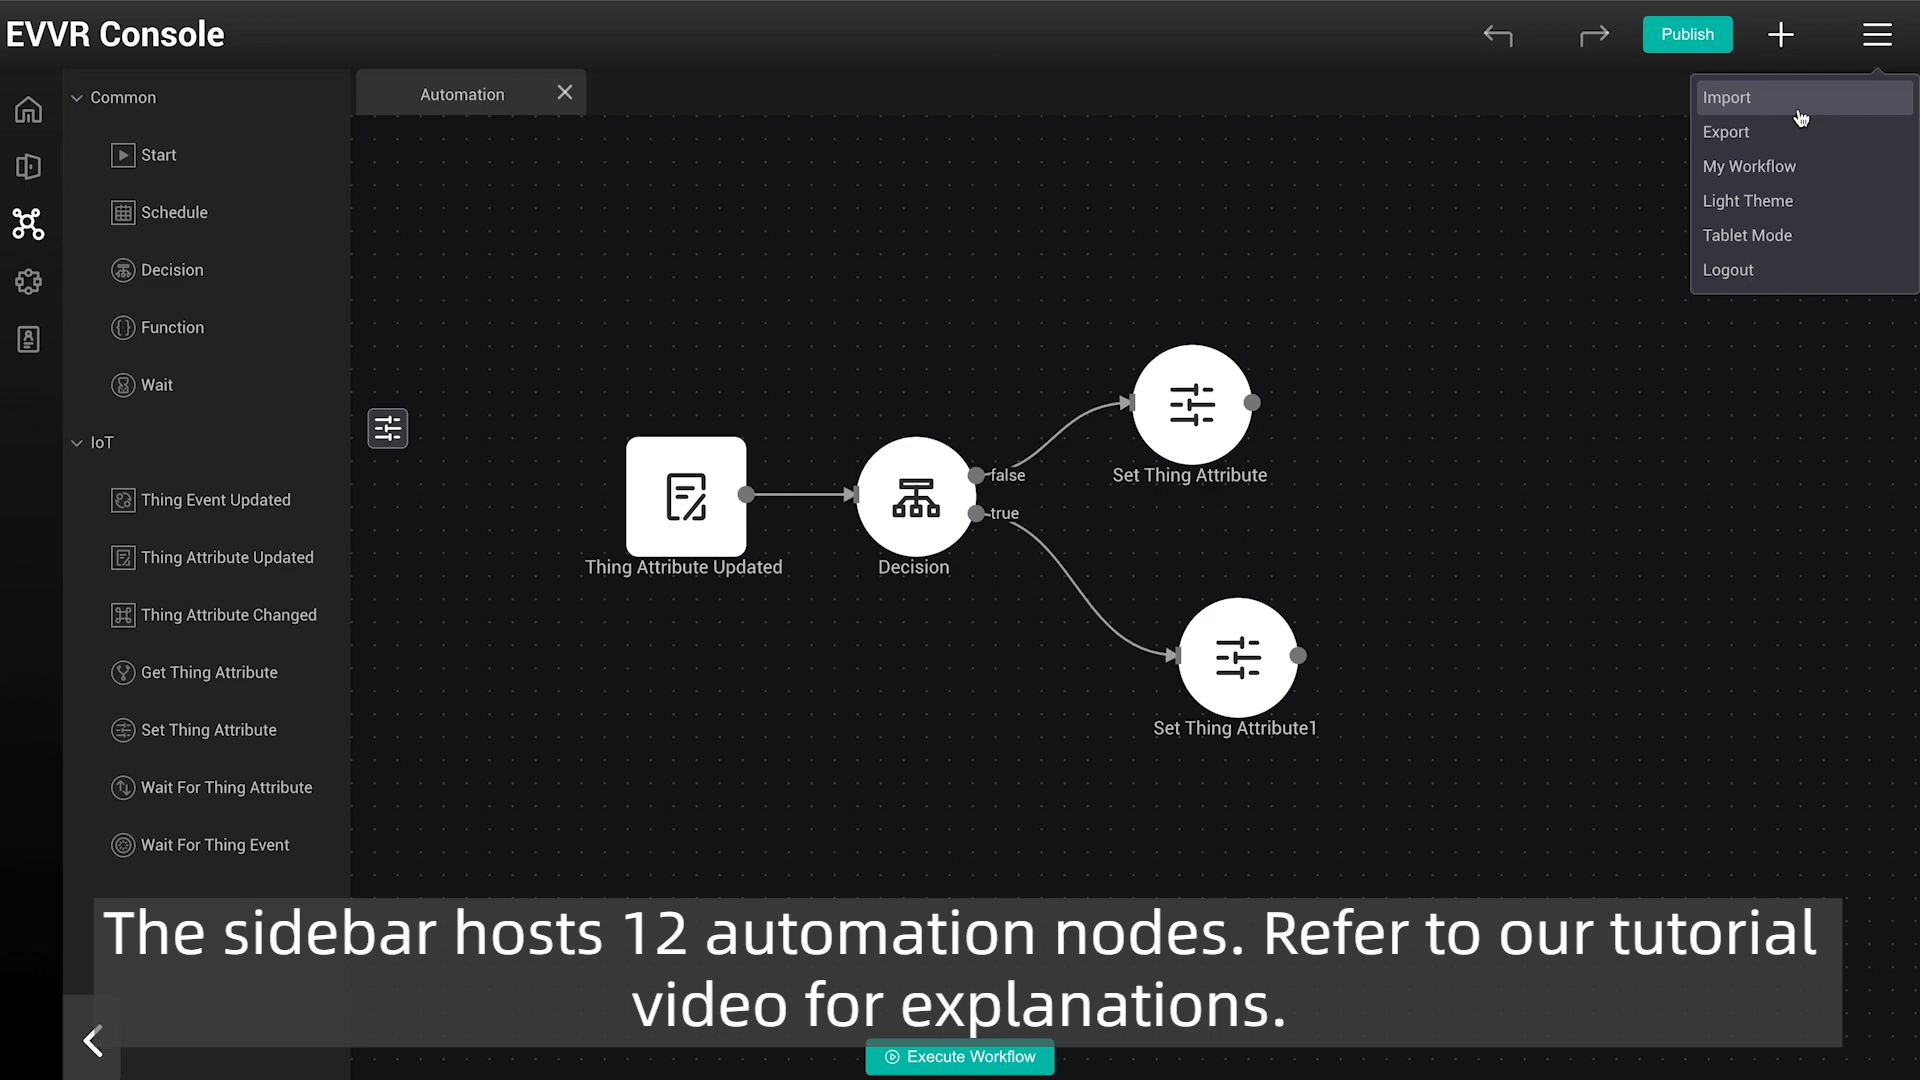 EVVR Console
Publish
Common
Automation
Import
Export
My Workflow
Light Theme
Tablet Mode
Logout
Start
Schedule
Decision
Function
Wait
IoT
Thing Event Updated
Thing Attribute Updated
Thing Attribute Changed
Get Thing Attribute
Set Thing Attribute
Wait For Thing Attribute
Wait For Thing Event
Thing Attribute Updated
Decision
false
true
Set Thing Attribute
Set Thing Attribute1
The sidebar hosts 12 automation nodes. Refer to our tutorial
video for explanations.
Execute Workflow